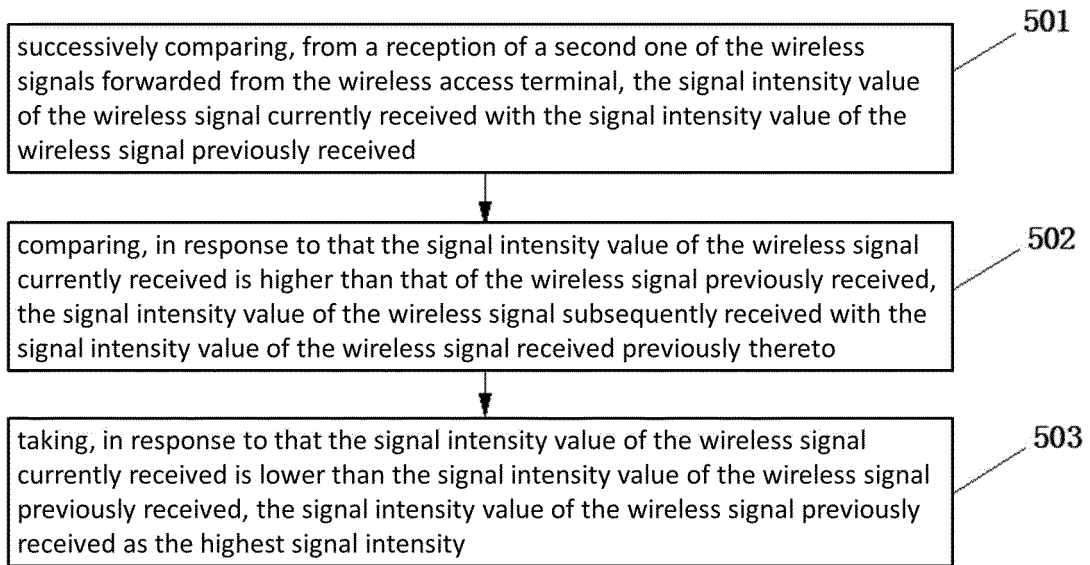 501
successively comparing, from a reception of a second one of the wireless
signals forwarded from the wireless access terminal, the signal intensity value
of the wireless signal currently received with the signal intensity value of the
wireless signal previously received
502
comparing, in response to that the signal intensity value of the wireless signal
currently received is higher than that of the wireless signal previously received,
the signal intensity value of the wireless signal subsequently received with the
signal intensity value of the wireless signal received previously thereto
503
taking, in response to that the signal intensity value of the wireless signal
currently received is lower than the signal intensity value of the wireless signal
previously received, the signal intensity value of the wireless signal previously
received as the highest signal intensity